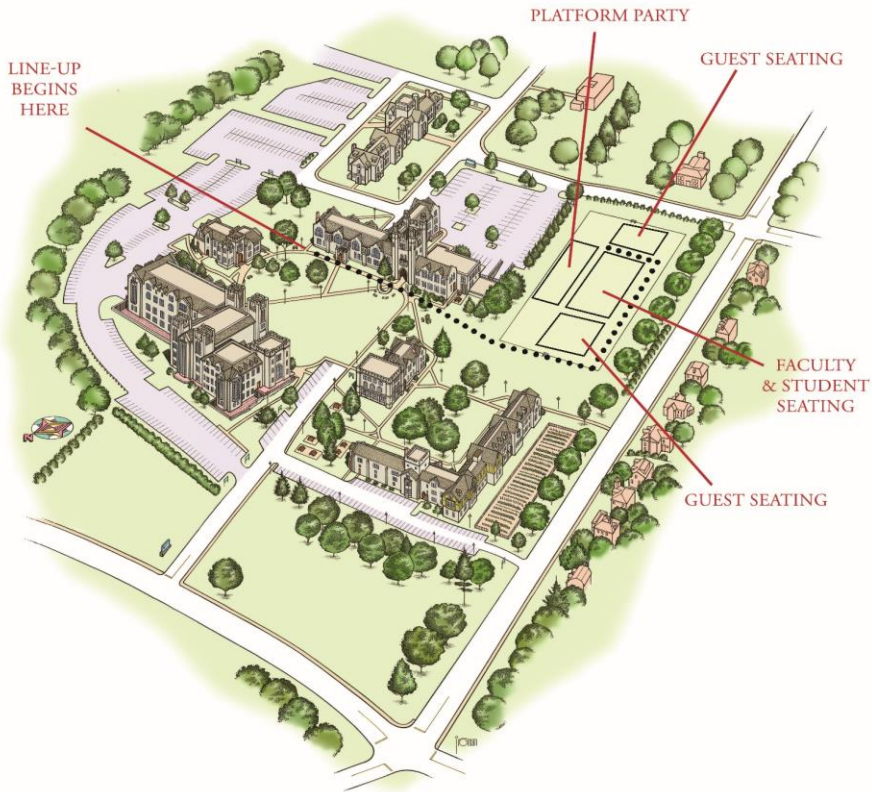 PLATFORM PARTY
GUEST SEATING
LINE-UP
BEGINS
HERE
FACULTY
& STUDENT
SEATING
GUEST SEATING
N